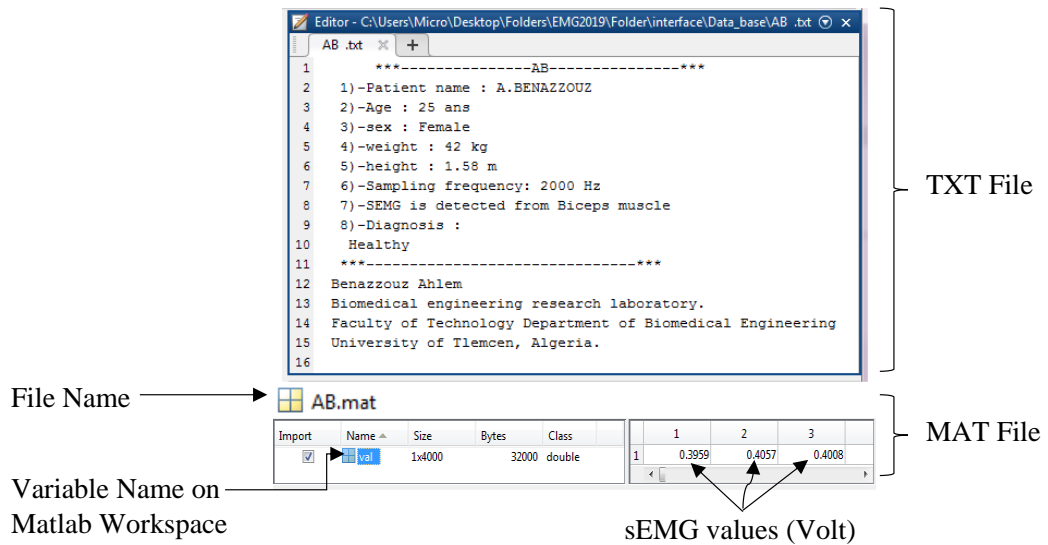 Editor - C:\Users\Micro\Desktop\Folders\EMG2019\Folder\interface\Data_base\AB .txt
AB .txt
1 ***---------------AB---------------***
2 1)-Patient name : A.BENAZZOUZ
3 2)-Age : 25 ans
4 3)-sex : Female
5 4)-weight : 42 kg
6 5)-height : 1.58 m
7 6)-Sampling frequency: 2000 Hz
8 7)-SEMG is detected from Biceps muscle
9 8)-Diagnosis :
10 Healthy
11 ***-------------------------------***
12 Benazzouz Ahlem
13 Biomedical engineering research laboratory.
14 Faculty of Technology Department of Biomedical Engineering
15 University of Tlemcen, Algeria.
16
TXT File
File Name
AB.mat
MAT File
Import Name Size Bytes Class
val 1x4000 32000 double
1 2 3
1 0.3959 0.4057 0.4008
Variable Name on
Matlab Workspace
sEMG values (Volt)